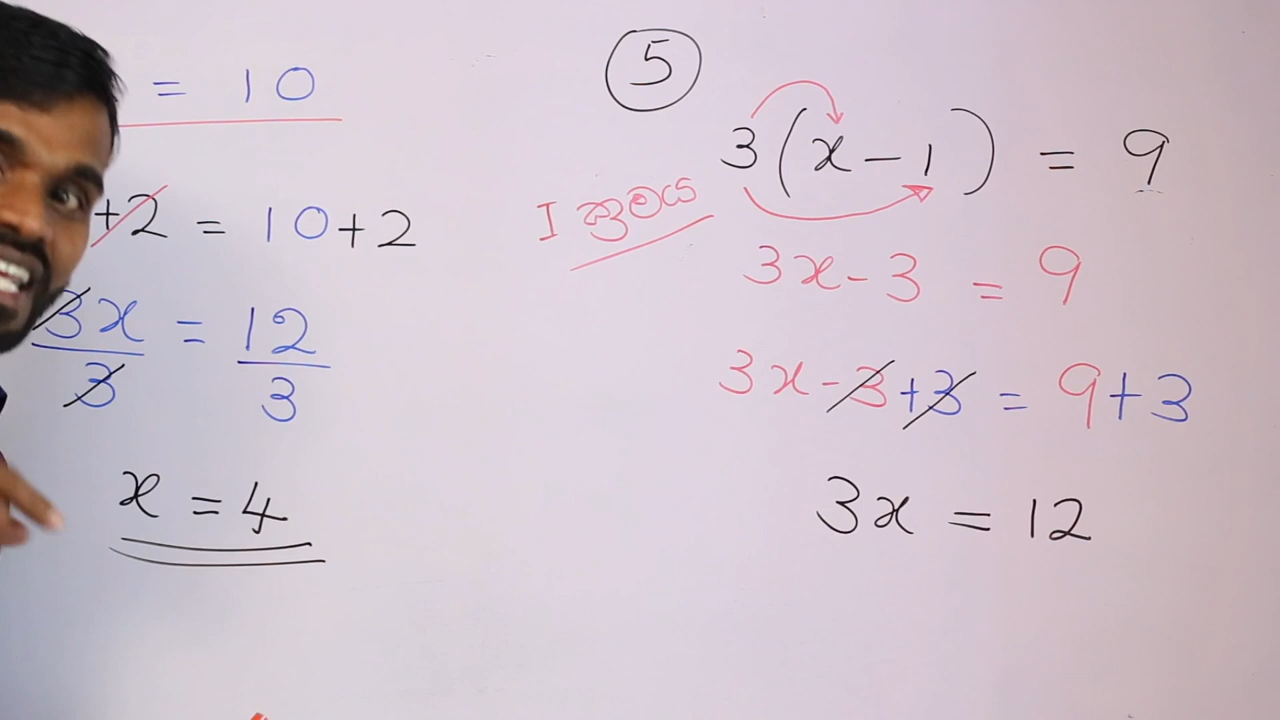 = 10
+2 = 10+2
3x/3 = 12/3
x = 4
5
3(x-1) = 9
I ක්‍රමය
3x-3 = 9
3x-3+3 = 9+3
3x = 12